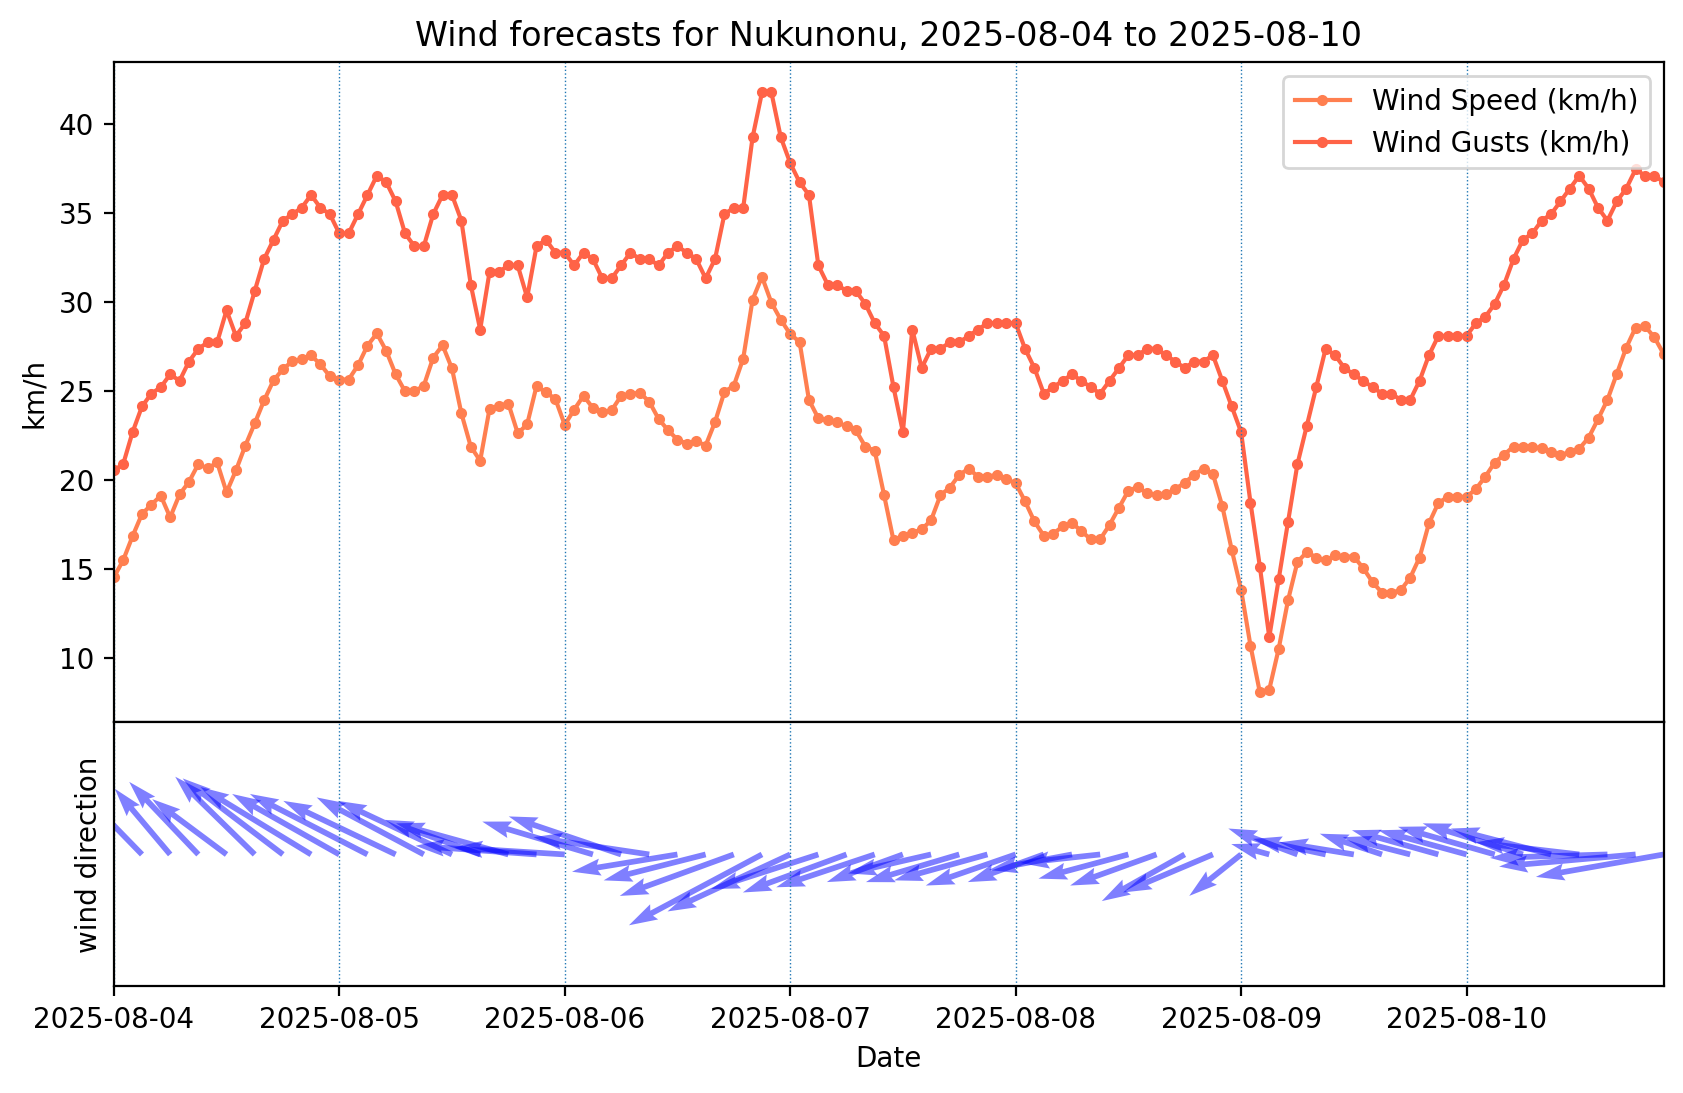 Wind forecasts for Nukunonu, 2025-08-04 to 2025-08-10
Wind Speed (km/h)
Wind Gusts (km/h)
km/h
40
35
30
25
20
15
10
wind direction
2025-08-04 2025-08-05 2025-08-06 2025-08-07 2025-08-08 2025-08-09 2025-08-10
Date